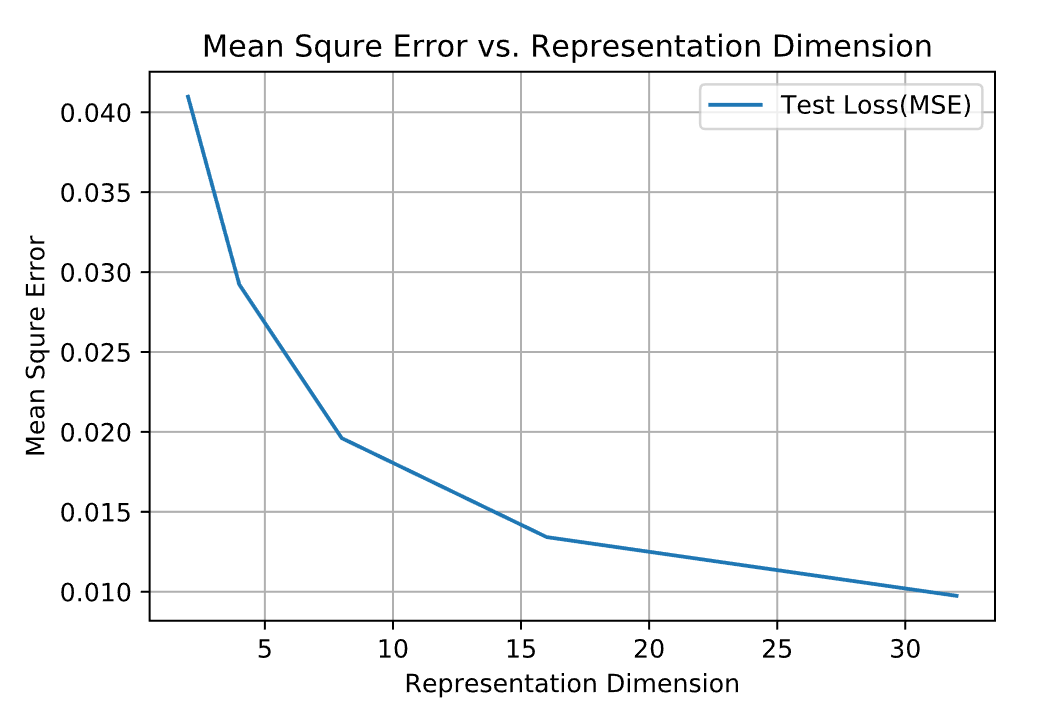 Mean Squre Error vs. Representation Dimension
Test Loss(MSE)
Mean Squre Error
0.040
0.035
0.030
0.025
0.020
0.015
0.010
5 10 15 20 25 30
Representation Dimension